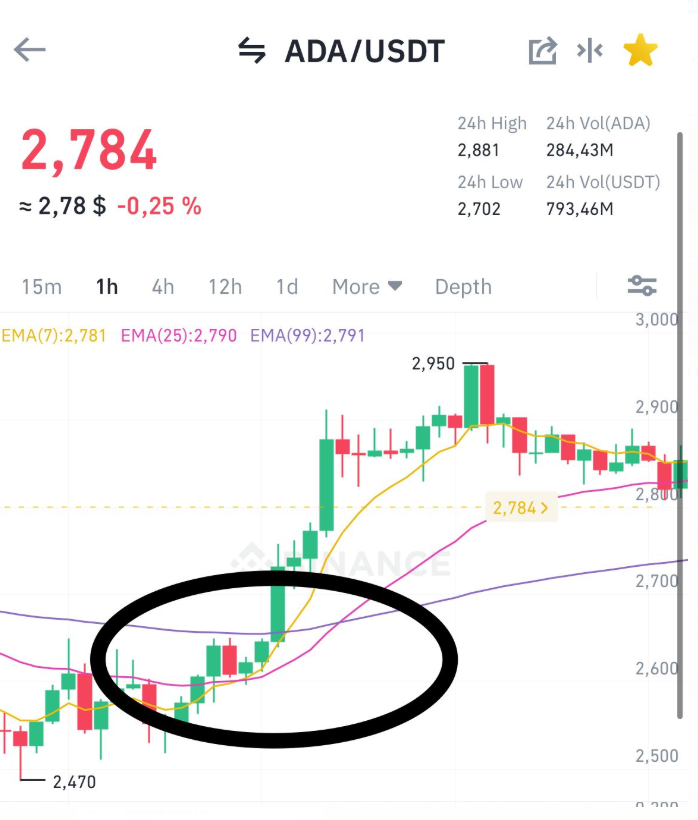 ADA/USDT
2,784
≈ 2,78 $ -0,25 %
24h High 24h Vol(ADA)
2,881 284,43M
24h Low 24h Vol(USDT)
2,702 793,46M
15m 1h 4h 12h 1d More Depth
EMA(7):2,781 EMA(25):2,790 EMA(99):2,791
3,000
2,950
2,900
2,800
2,784 >
BINANCE
2,700
2,600
2,500
2,470